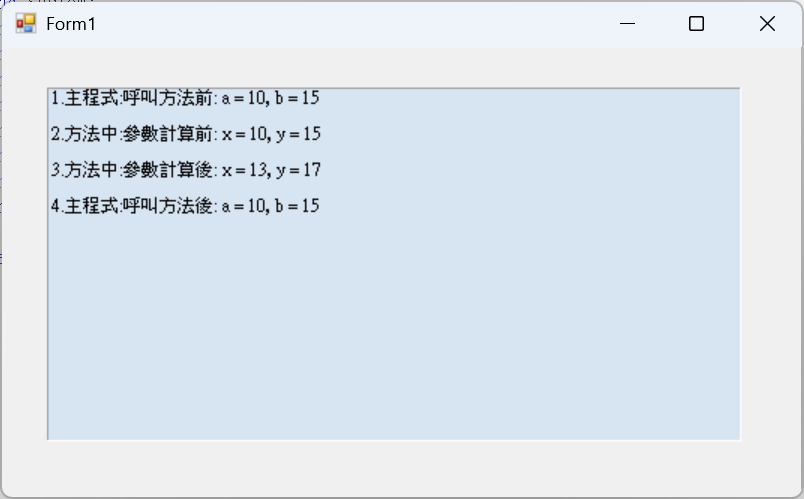 Form1
1.主程式:呼叫方法前: a = 10, b = 15
2.方法中:參數計算前: x = 10, y = 15
3.方法中:參數計算後: x = 13, y = 17
4.主程式:呼叫方法後: a = 10, b = 15